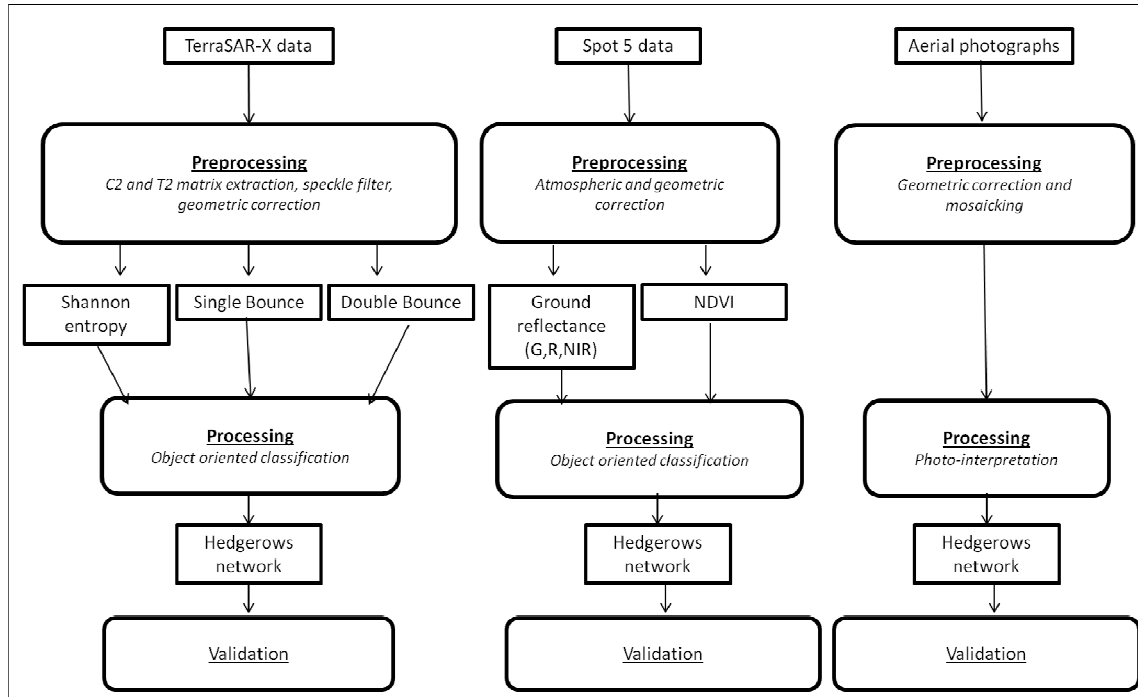 TerraSAR-X data
Preprocessing
C2 and T2 matrix extraction, speckle filter,
geometric correction
Shannon
entropy
Single Bounce
Double Bounce
Processing
Object oriented classification
Hedgerows
network
Validation
Spot 5 data
Preprocessing
Atmospheric and geometric
correction
Ground
reflectance
(G,R,NIR)
NDVI
Processing
Object oriented classification
Hedgerows
network
Validation
Aerial photographs
Preprocessing
Geometric correction and
mosaicking
Processing
Photo-interpretation
Hedgerows
network
Validation